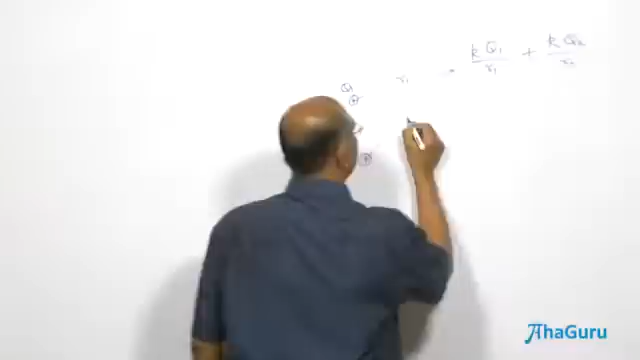 Q₁ r₁ = kQ₁/r₁ + kQ₂/r₂
AhaGuru